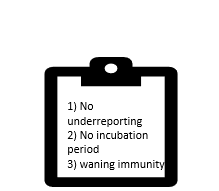 1) No
underreporting
2) No incubation
period
3) waning immunity